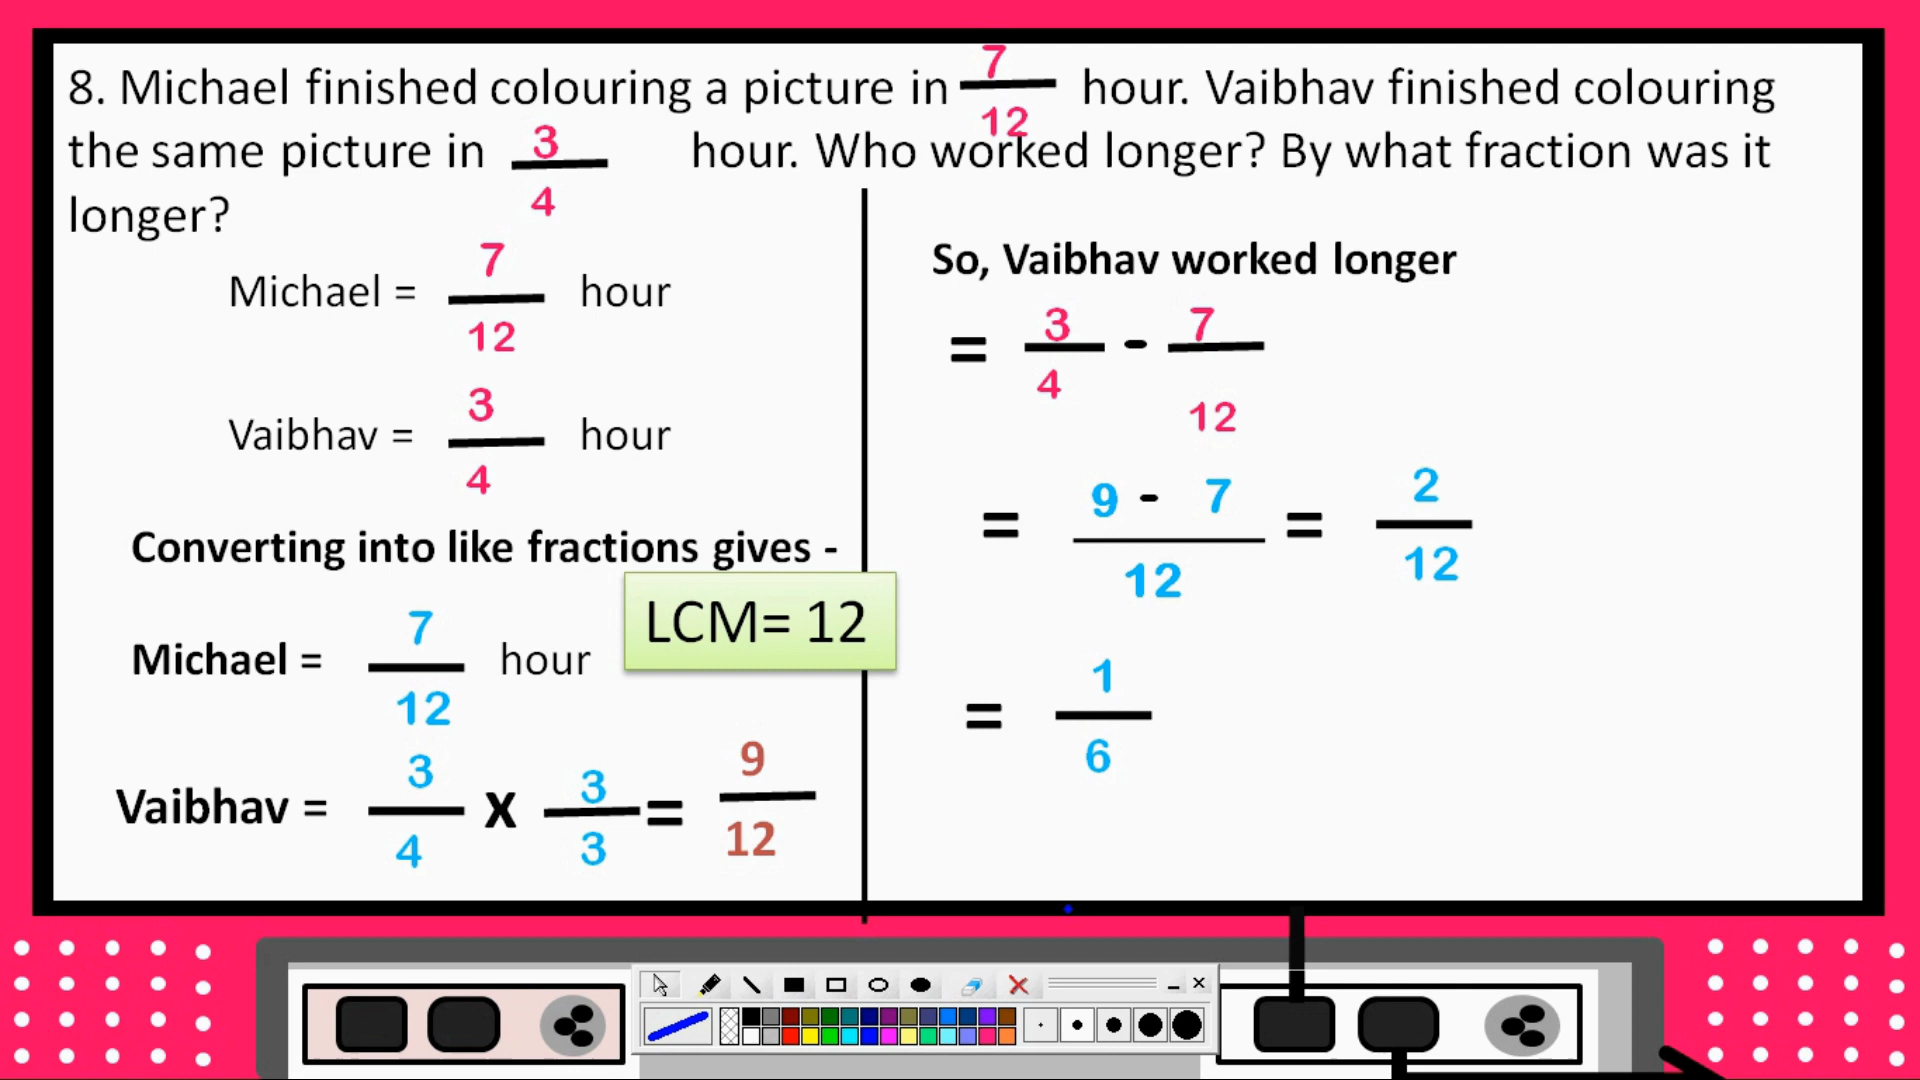 8. Michael finished colouring a picture in 7/12 hour. Vaibhav finished colouring
the same picture in 3/4 hour. Who worked longer? By what fraction was it
longer?
Michael = 7/12 hour
Vaibhav = 3/4 hour
Converting into like fractions gives -
LCM= 12
Michael = 7/12 hour
Vaibhav = 3/4 X 3/3 = 9/12
So, Vaibhav worked longer
= 3/4 - 7/12
= 9 - 7/12 = 2/12
= 1/6